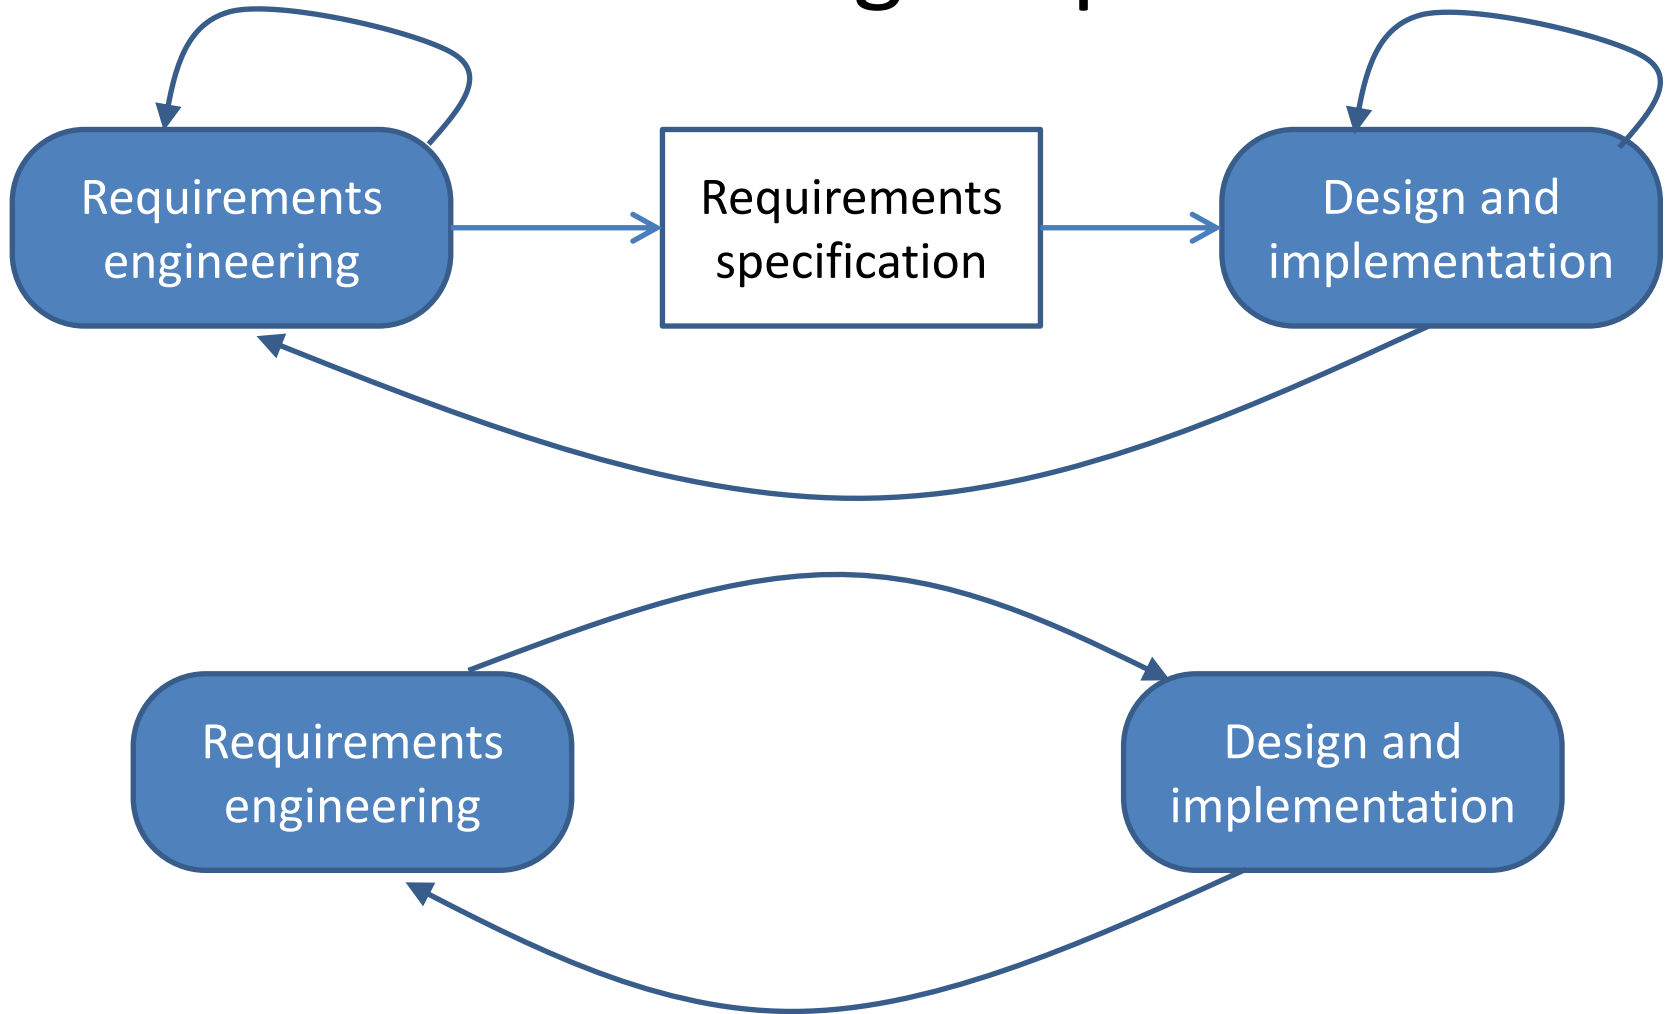 Requirements
engineering
Requirements
specification
Design and
implementation
Requirements
engineering
Design and
implementation